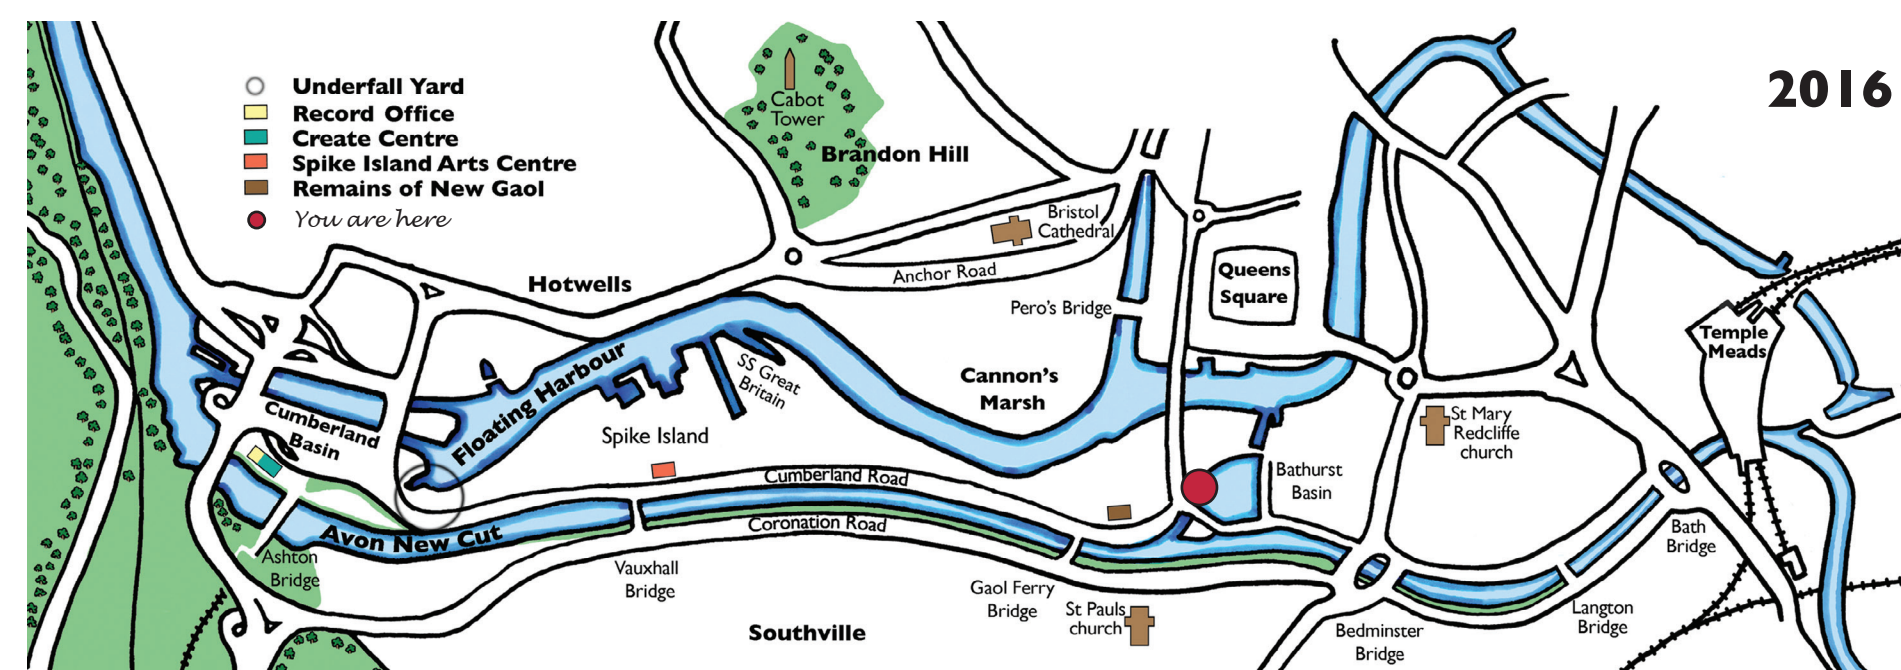 2016
Underfall Yard
Record Office
Create Centre
Spike Island Arts Centre
Remains of New Gaol
You are here
Cabot
Tower
Brandon Hill
Bristol
Cathedral
Anchor Road
Hotwells
Queens
Square
Pero's Bridge
Temple
Meads
SS Great
Britain
Floating Harbour
Cannon's
Marsh
Cumberland
Basin
Spike Island
St Mary
Redcliffe
church
Cumberland Road
Bathurst
Basin
Coronation Road
Avon New Cut
Ashton
Bridge
Vauxhall
Bridge
Gaol Ferry
Bridge
St Pauls
church
Bath
Bridge
Langton
Bridge
Southville
Bedminster
Bridge